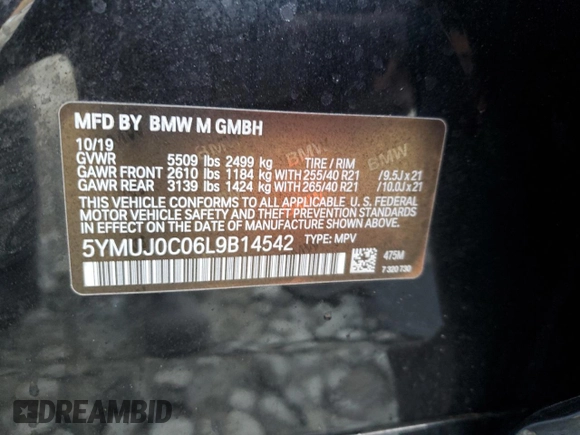 MFD BY BMW M GMBH
10/19
GVWR 5509 lbs 2499 kg TIRE / RIM
GAWR FRONT 2610 lbs 1184 kg WITH 255/40 R21 / 9.5J x 21
GAWR REAR 3139 lbs 1424 kg WITH 265/40 R21 / 10.0J x 21
THIS VEHICLE CONFORMS TO ALL APPLICABLE U. S. FEDERAL
MOTOR VEHICLE SAFETY AND THEFT PREVENTION STANDARDS
IN EFFECT ON THE DATE OF MANUFACTURE SHOWN ABOVE.
5YMUJ0C06L9B14542 TYPE: MPV
475M
7 320 730
BMW
BMW
DREAMBID